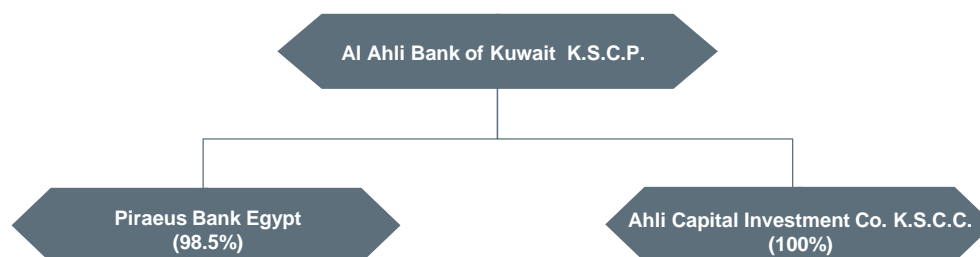 Al Ahli Bank of Kuwait K.S.C.P.
Piraeus Bank Egypt
(98.5%)
Ahli Capital Investment Co. K.S.C.C.
(100%)